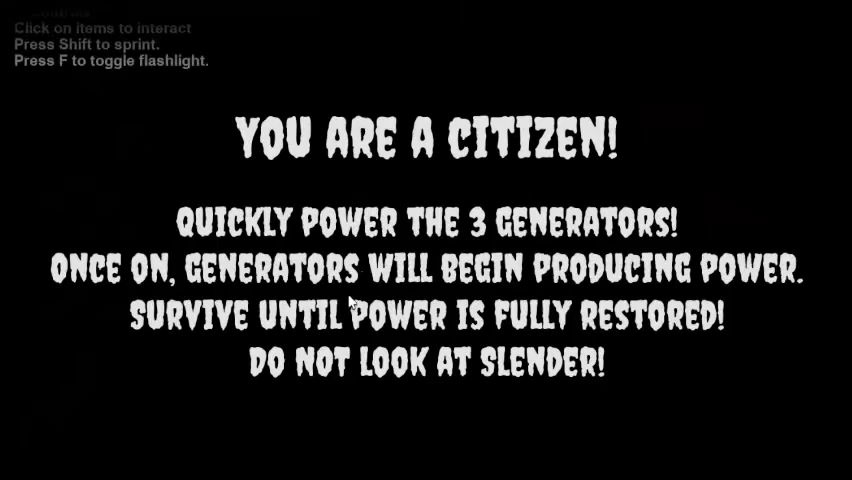 Click on items to interact
Press Shift to sprint.
Press F to toggle flashlight.
YOU ARE A CITIZEN!
QUICKLY POWER THE 3 GENERATORS!
ONCE ON, GENERATORS WILL BEGIN PRODUCING POWER.
SURVIVE UNTIL POWER IS FULLY RESTORED!
DO NOT LOOK AT SLENDER!